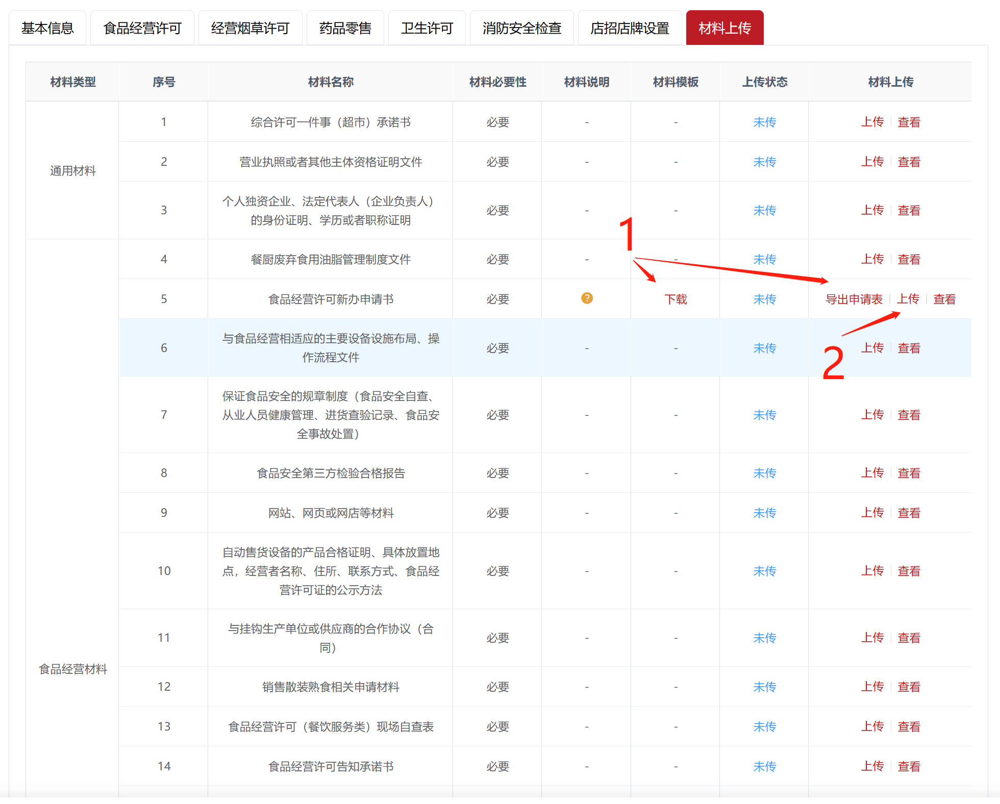 基本信息 食品经营许可 经营烟草许可 药品零售 卫生许可 消防安全检查 店招店牌设置 材料上传
材料类型 序号 材料名称 材料必要性 材料说明 材料模板 上传状态 材料上传
通用材料
1 综合许可一件事（超市）承诺书 必要 - - 未传 上传 查看
2 营业执照或者其他主体资格证明文件 必要 - - 未传 上传 查看
3 个人独资企业、法定代表人（企业负责人）
的身份证明、学历或者职称证明 必要 - - 未传 上传 查看
1
食品经营材料
4 餐厨废弃食用油脂管理制度文件 必要 - - 未传 上传 查看
5 食品经营许可新办申请书 必要 ? 下载 未传 导出申请表 上传 查看
6 与食品经营相适应的主要设备设施布局、操
作流程文件 必要 - - 未传 上传 查看
2
7 保证食品安全的规章制度（食品安全自查、
从业人员健康管理、进货查验记录、食品安
全事故处置） 必要 - - 未传 上传 查看
8 食品安全第三方检验合格报告 必要 - - 未传 上传 查看
9 网站、网页或网店等材料 必要 - - 未传 上传 查看
10 自动售货设备的产品合格证明、具体放置地
点，经营者名称、住所、联系方式、食品经
营许可证的公示方法 必要 - - 未传 上传 查看
11 与挂钩生产单位或供应商的合作协议（合
同） 必要 - - 未传 上传 查看
12 销售散装熟食相关申请材料 必要 - - 未传 上传 查看
13 食品经营许可（餐饮服务类）现场自查表 必要 - - 未传 上传 查看
14 食品经营许可告知承诺书 必要 - - 未传 上传 查看